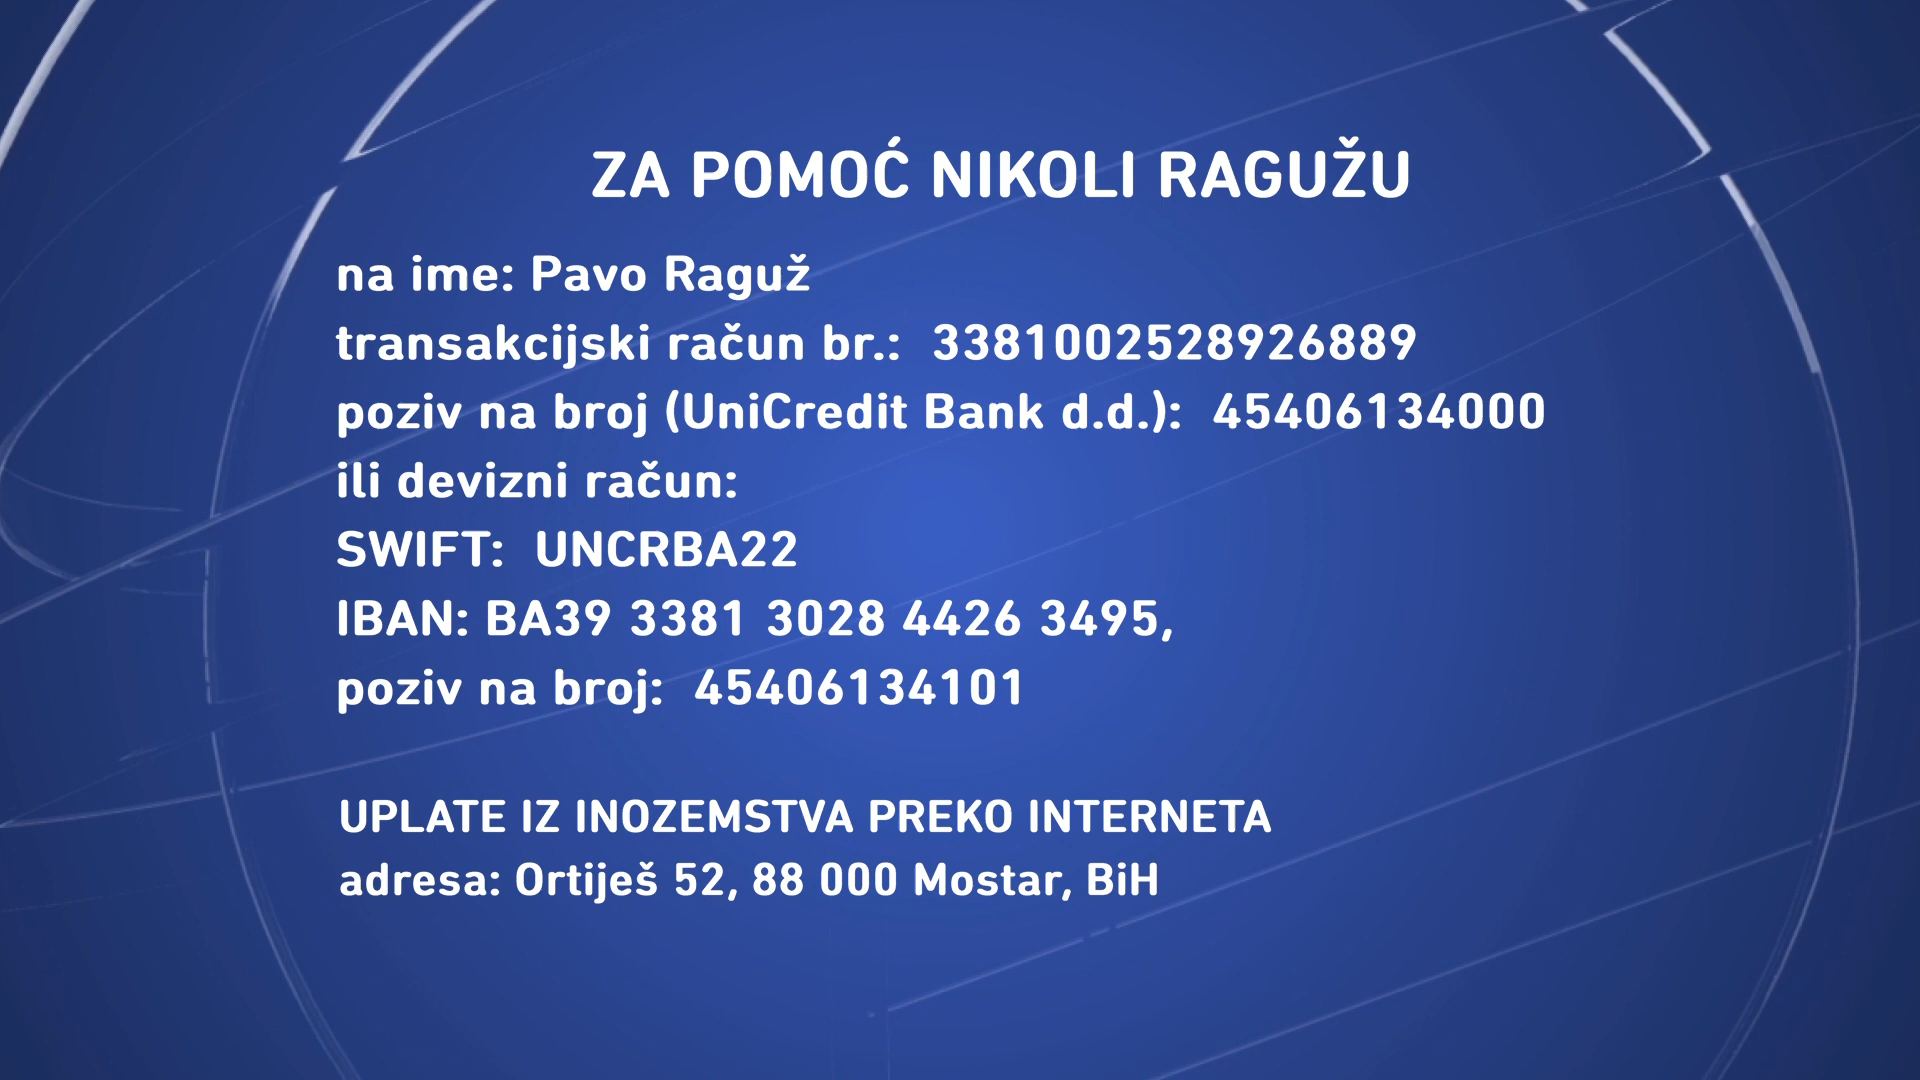 ZA POMOĆ NIKOLI RAGUŽU
na ime: Pavo Raguž
transakcijski račun br.: 3381002528926889
poziv na broj (UniCredit Bank d.d.): 45406134000
ili devizni račun:
SWIFT: UNCRBA22
IBAN: BA39 3381 3028 4426 3495,
poziv na broj: 45406134101
UPLATE IZ INOZEMSTVA PREKO INTERNETA
adresa: Ortiješ 52, 88 000 Mostar, BiH